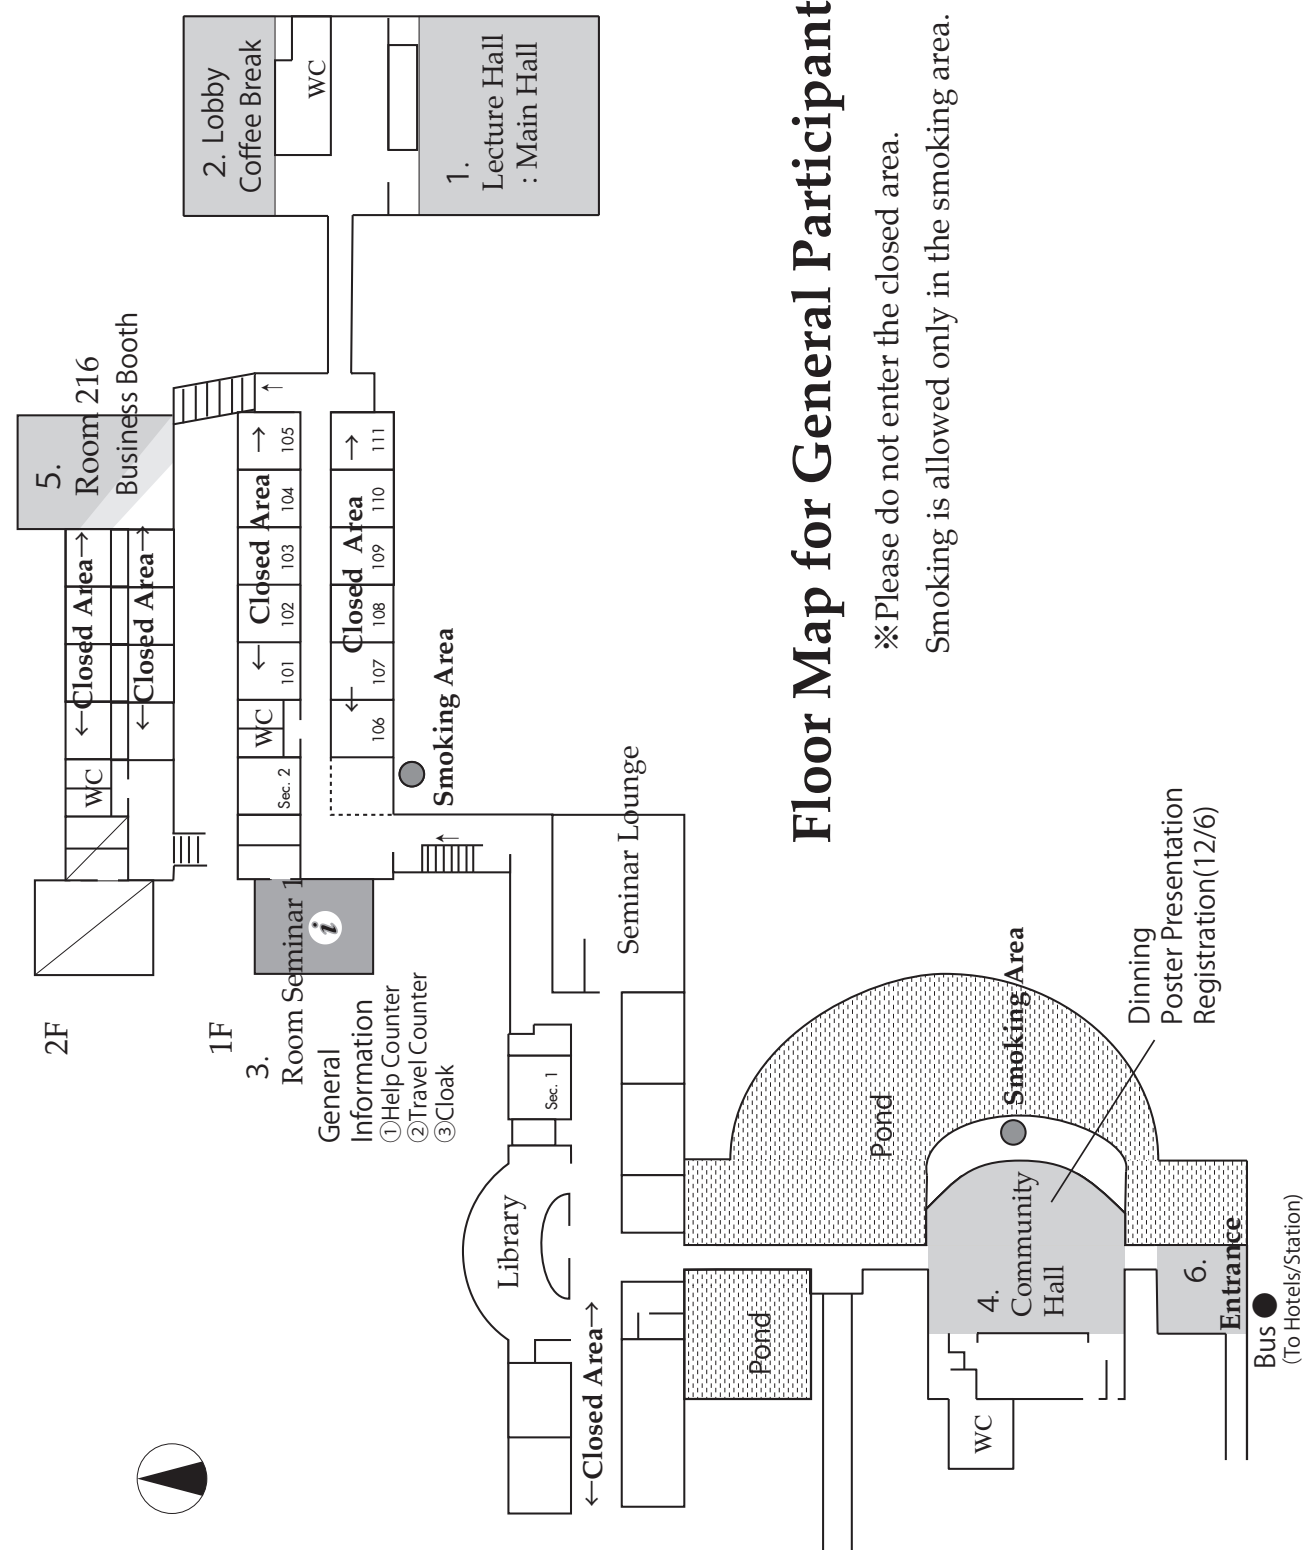 2F
5.
Room 216
Business Booth
←Closed Area→
←Closed Area→
WC
1F
3.
Room Seminar 1
i
General
Information
①Help Counter
②Travel Counter
③Cloak
Sec. 2
WC
← Closed Area →
101
102
103
104
105
↑
← Closed Area →
106
107
108
109
110
111
2. Lobby
Coffee Break
WC
1.
Lecture Hall
: Main Hall
Smoking Area
↑
Seminar Lounge
Sec. 1
Library
←Closed Area→
Pond
Pond
Smoking Area
4.
Community
Hall
WC
Dinning
Poster Presentation
Registration(12/6)
6.
Entrance
Bus
(To Hotels/Station)
Floor Map for General Participant
※Please do not enter the closed area.
Smoking is allowed only in the smoking area.